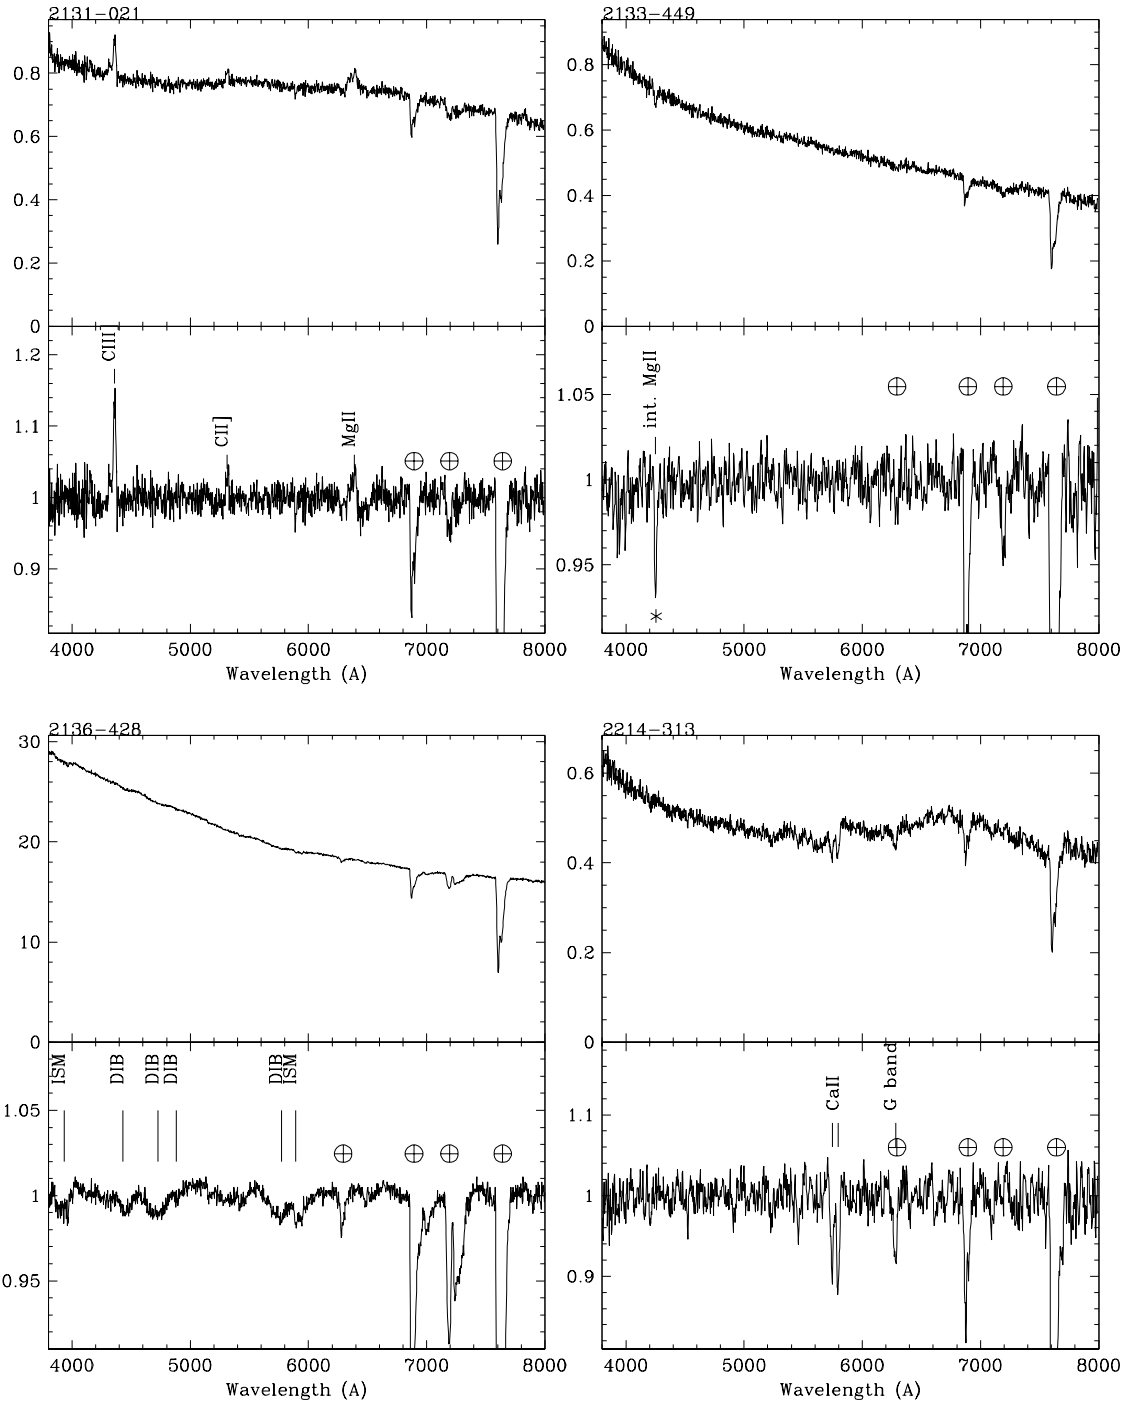 2131-021
0.8
0.6
0.4
0.2
0
CIII]
CII]
MgII
1.2
1.1
1
0.9
4000 5000 6000 7000 8000
Wavelength (A)
2133-449
0.8
0.6
0.4
0.2
0
int. MgII
1.05
1
0.95
*
4000 5000 6000 7000 8000
Wavelength (A)
2136-428
30
20
10
0
ISM DIB DIB DIB DIB ISM
1.05
1
0.95
4000 5000 6000 7000 8000
Wavelength (A)
2214-313
0.6
0.4
0.2
0
CaII
G band
1.1
1
0.9
4000 5000 6000 7000 8000
Wavelength (A)